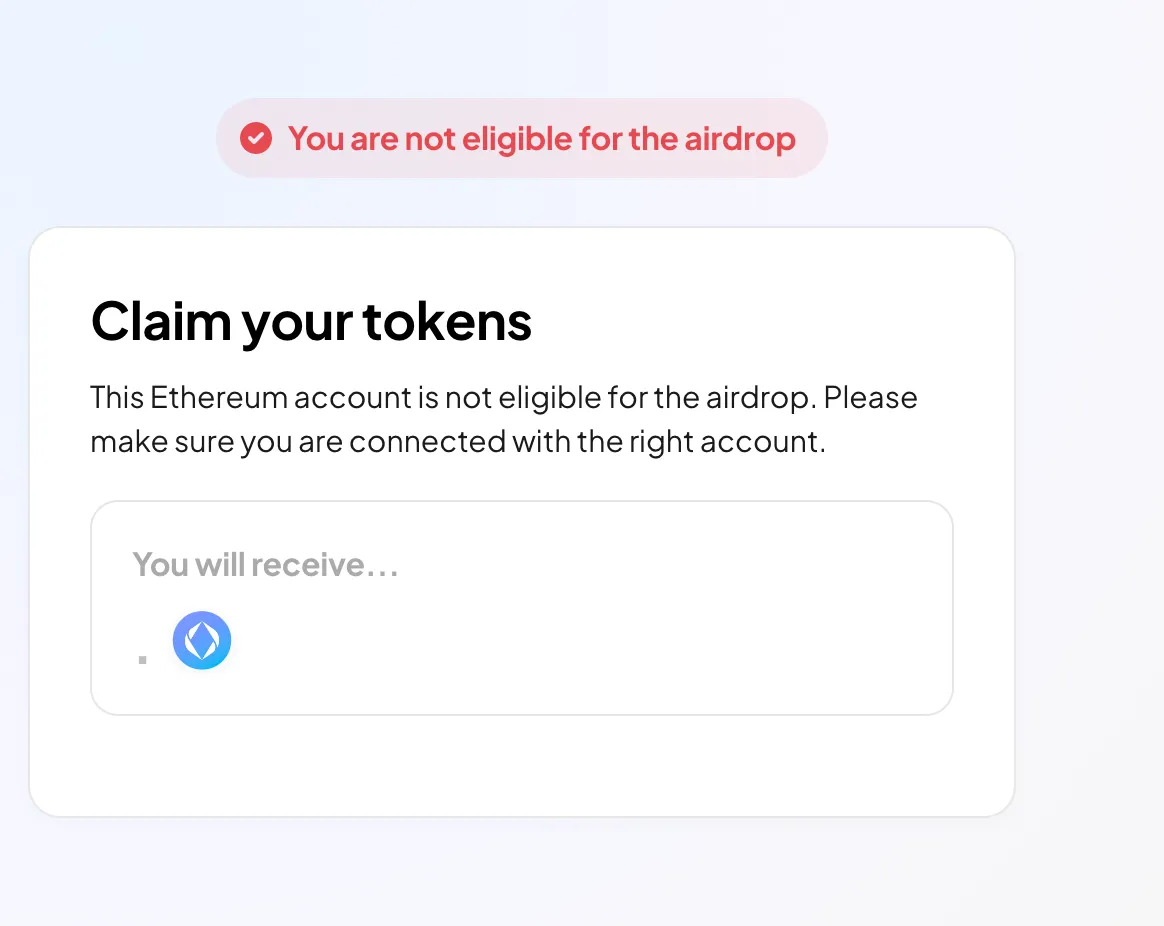 You are not eligible for the airdrop
Claim your tokens
This Ethereum account is not eligible for the airdrop. Please
make sure you are connected with the right account.
You will receive...
.